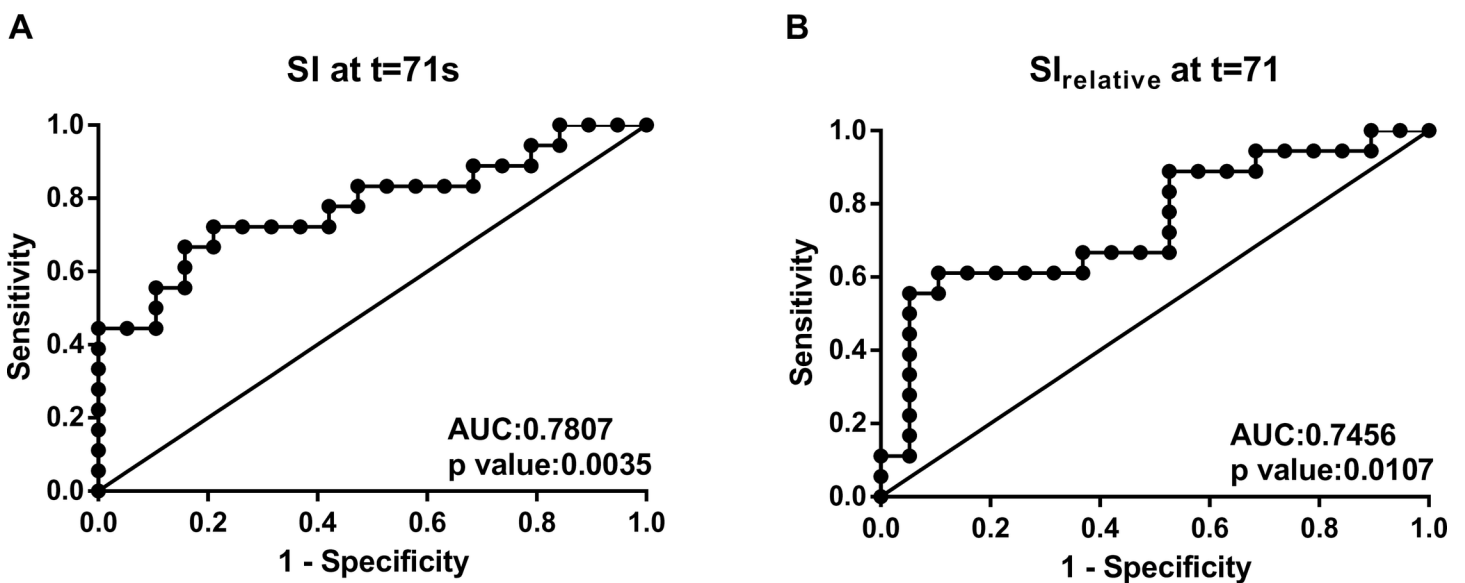 A
SI at t=71s
1.0
0.8
0.6
0.4
0.2
0.0
Sensitivity
AUC:0.7807
p value:0.0035
0.0 0.2 0.4 0.6 0.8 1.0
1 - Specificity
B
SIrelative at t=71
1.0
0.8
0.6
0.4
0.2
0.0
Sensitivity
AUC:0.7456
p value:0.0107
0.0 0.2 0.4 0.6 0.8 1.0
1 - Specificity